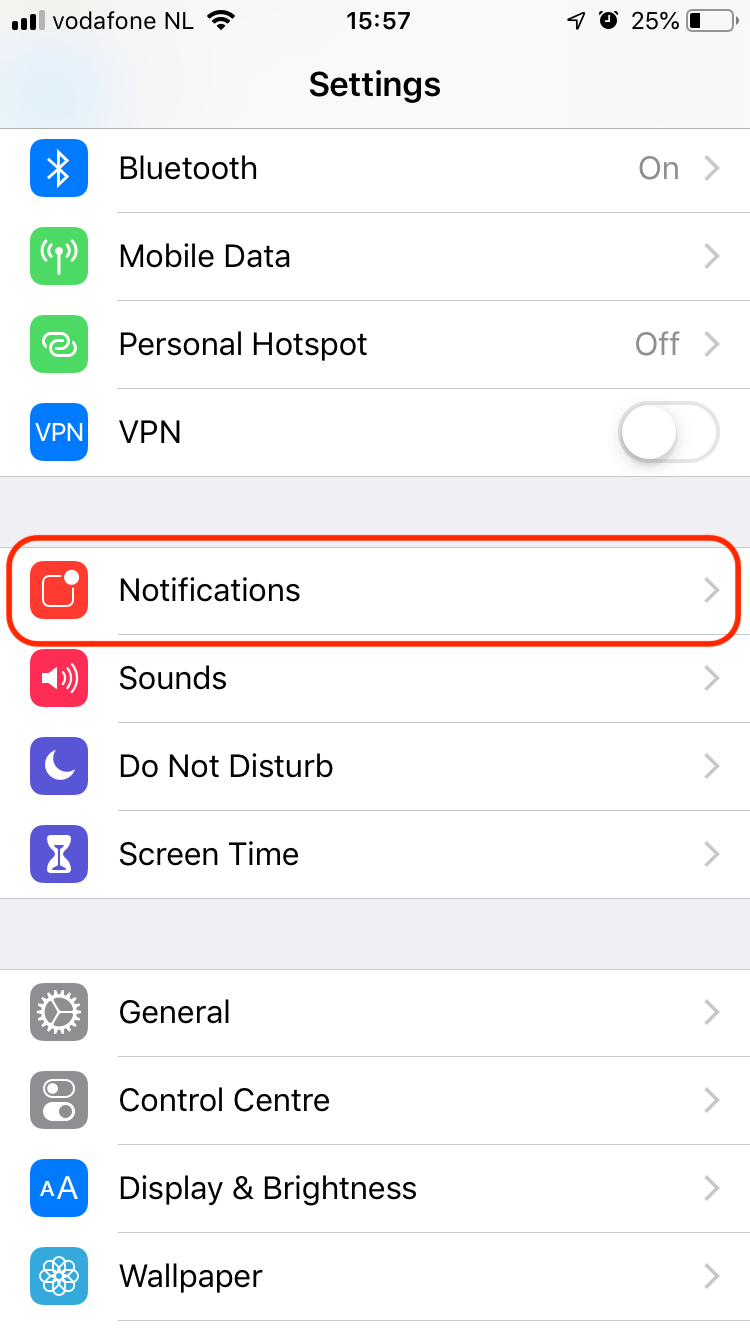 vodafone NL 15:57 25%
Settings
Bluetooth On
Mobile Data
Personal Hotspot Off
VPN VPN
Notifications
Sounds
Do Not Disturb
Screen Time
General
Control Centre
AA Display & Brightness
Wallpaper